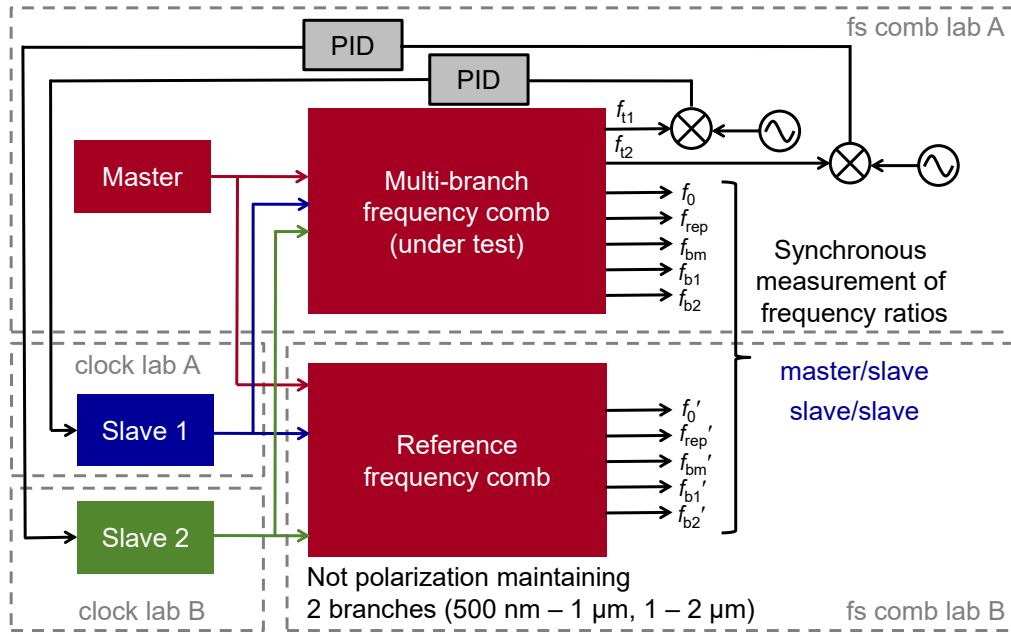 fs comb lab A
PID
PID
f_t1
f_t2
Master
Multi-branch
frequency comb
(under test)
f_0
f_rep
f_bm
f_b1
f_b2
Synchronous
measurement of
frequency ratios
clock lab A
master/slave
slave/slave
Slave 1
Reference
frequency comb
f_0′
f_rep′
f_bm′
f_b1′
f_b2′
Slave 2
Not polarization maintaining
2 branches (500 nm – 1 µm, 1 – 2 µm)
clock lab B
fs comb lab B